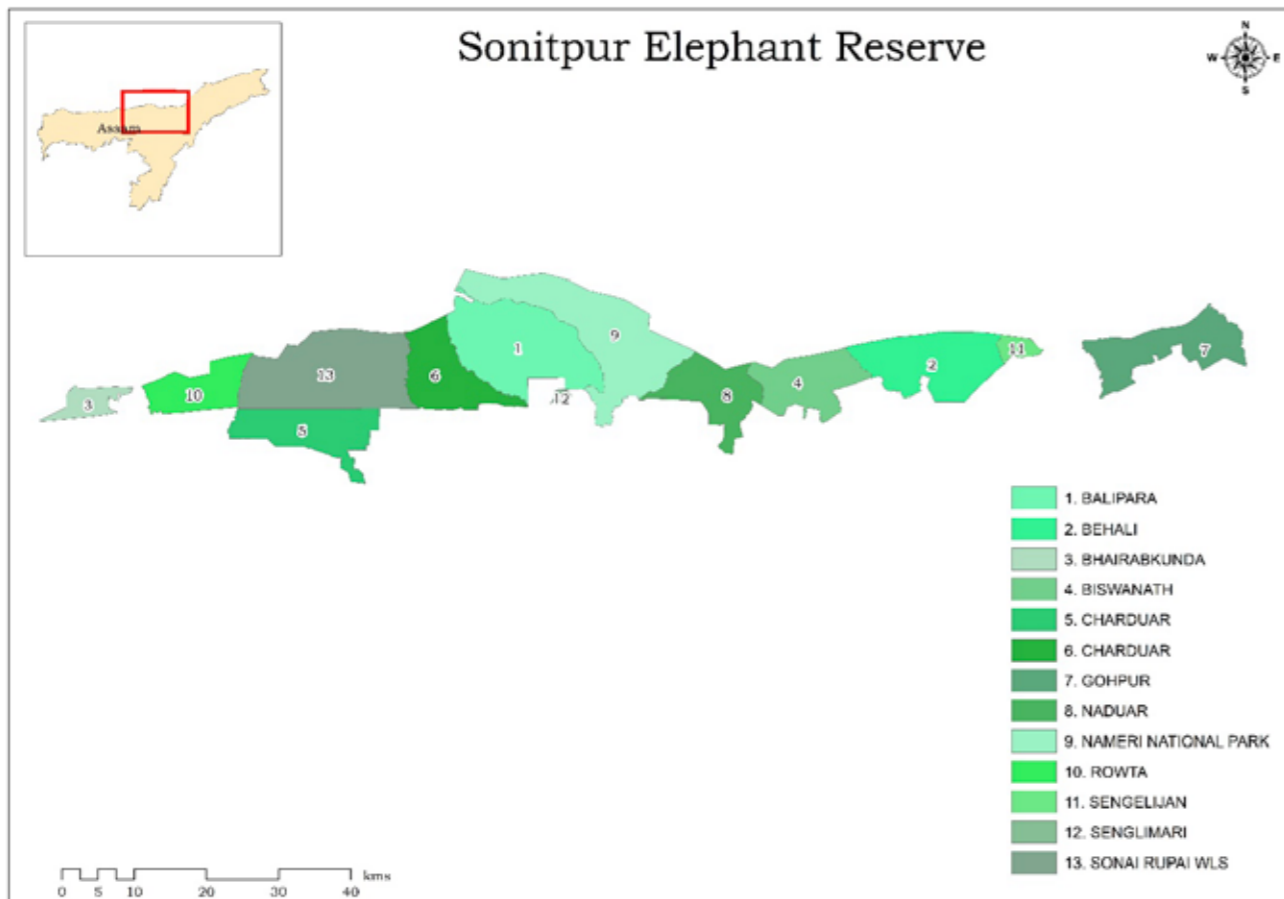 Sonitpur Elephant Reserve
N
W E
S
Assam
9
1
13
6
11
2
7
4
10
12
8
3
5
1. BALIPARA
2. BEHALI
3. BHAIRABKUNDA
4. BISWANATH
5. CHARDUAR
6. CHARDUAR
7. GOHPUR
8. NADUAR
9. NAMERI NATIONAL PARK
10. ROWTA
11. SENGELIJAN
12. SENGLIMARI
13. SONAI RUPAI WLS
kms
0 5 10 20 30 40